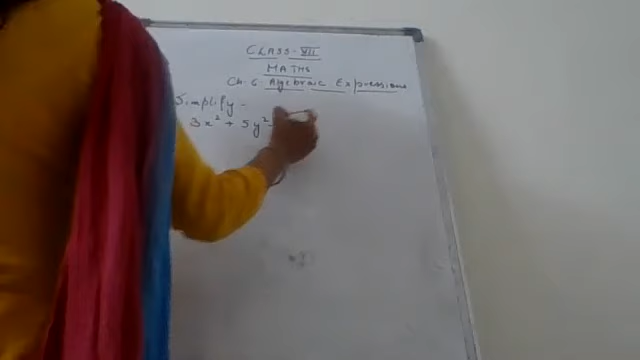 CLASS-VII
MATHS
Ch.6- Algebraic Expressions
Simplify -
3x² + 5y² -